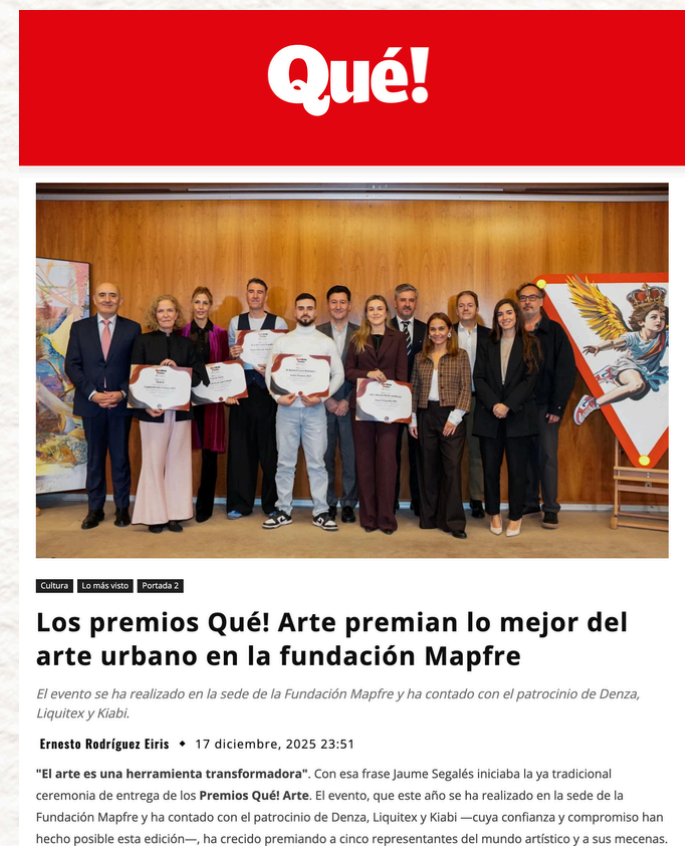 Qué!
Cultura Lo más visto Portada 2
Los premios Qué! Arte premian lo mejor del
arte urbano en la fundación Mapfre
El evento se ha realizado en la sede de la Fundación Mapfre y ha contado con el patrocinio de Denza,
Liquitex y Kiabi.
Ernesto Rodríguez Eiris ◆ 17 diciembre, 2025 23:51
"El arte es una herramienta transformadora". Con esa frase Jaume Segalés iniciaba la ya tradicional
ceremonia de entrega de los Premios Qué! Arte. El evento, que este año se ha realizado en la sede de la
Fundación Mapfre y ha contado con el patrocinio de Denza, Liquitex y Kiabi —cuya confianza y compromiso han
hecho posible esta edición—, ha crecido premiando a cinco representantes del mundo artístico y a sus mecenas.